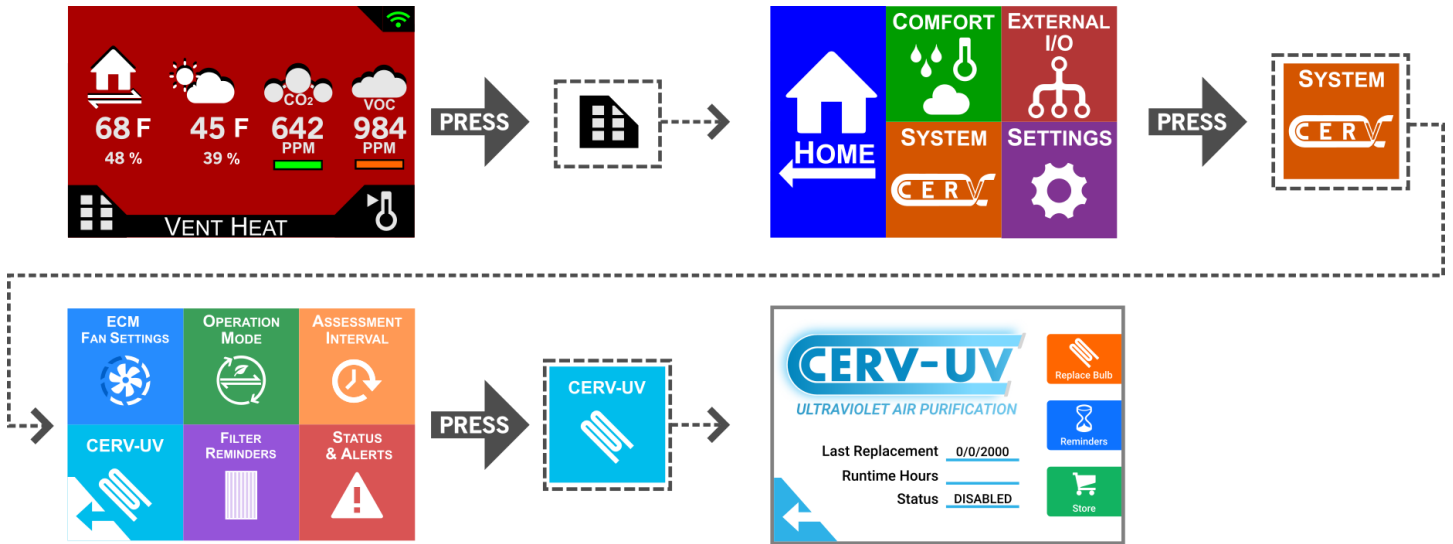 CO2
VOC
68 F
45 F
642
984
PPM
PPM
48 %
39 %
VENT HEAT
PRESS
HOME
COMFORT
EXTERNAL
I/O
SYSTEM
CERV
SETTINGS
PRESS
SYSTEM
CERV
ECM
FAN SETTINGS
OPERATION
MODE
ASSESSMENT
INTERVAL
CERV-UV
FILTER
REMINDERS
STATUS
& ALERTS
PRESS
CERV-UV
CERV-UV
ULTRAVIOLET AIR PURIFICATION
Last Replacement 0/0/2000
Runtime Hours
Status DISABLED
Replace Bulb
Reminders
Store